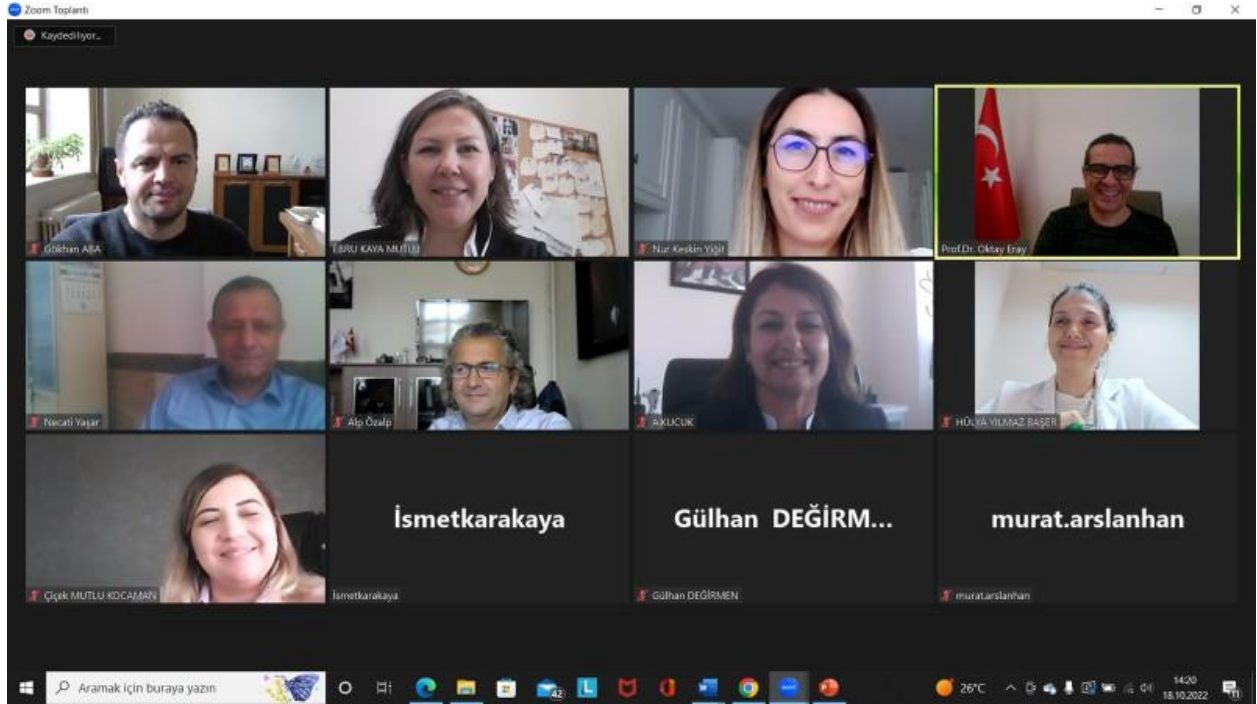 Zoom Toplantı
Kaydediliyor...
Gökhan ABA
EBRU KAYA MUTLU
Nur Keskin Yiğit
Prof.Dr. Oktay Eray
Necati Yaşar
Alp Özalp
AKUCUK
HÜLYA YILMAZ BAŞER
Çiçek MUTLU KOCAMAN
İsmetkarakaya
İsmetkarakaya
Gülhan DEĞİRM...
Gülhan DEĞİRMEN
murat.arslanhan
murat.arslanhan
Aramak için buraya yazın
42
L
26°C
14:20
18.10.2022
11